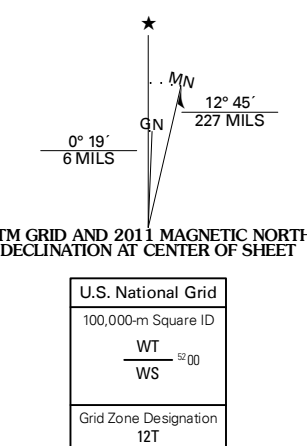 ★
MN
12° 45´
227 MILS
GN
0° 19´
6 MILS
TM GRID AND 2011 MAGNETIC NORTH
DECLINATION AT CENTER OF SHEET
U.S. National Grid
100,000-m Square ID
WT
5200
WS
Grid Zone Designation
12T